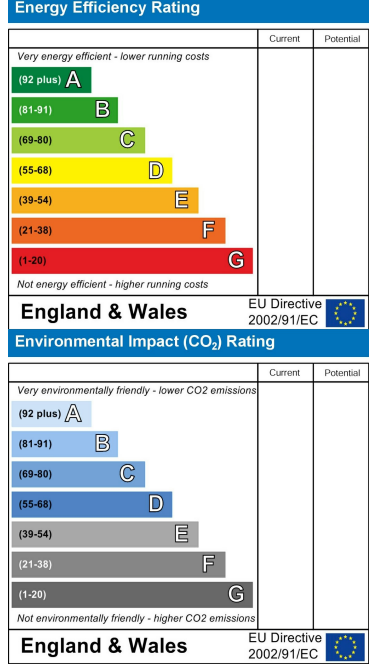 Energy Efficiency Rating
Current Potential
Very energy efficient - lower running costs
(92 plus) A
(81-91) B
(69-80) C
(55-68) D
(39-54) E
(21-38) F
(1-20) G
Not energy efficient - higher running costs
England & Wales
EU Directive
2002/91/EC
Environmental Impact (CO₂) Rating
Current Potential
Very environmentally friendly - lower CO2 emissions
(92 plus) A
(81-91) B
(69-80) C
(55-68) D
(39-54) E
(21-38) F
(1-20) G
Not environmentally friendly - higher CO2 emissions
England & Wales
EU Directive
2002/91/EC